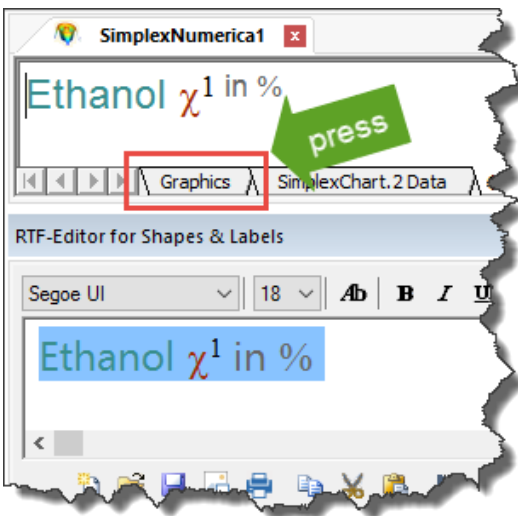 SimplexNumerica1
Ethanol χ¹ in %
press
Graphics
SimplexChart.2 Data
RTF-Editor for Shapes & Labels
Segoe UI 18 Ab B I U
Ethanol χ¹ in %